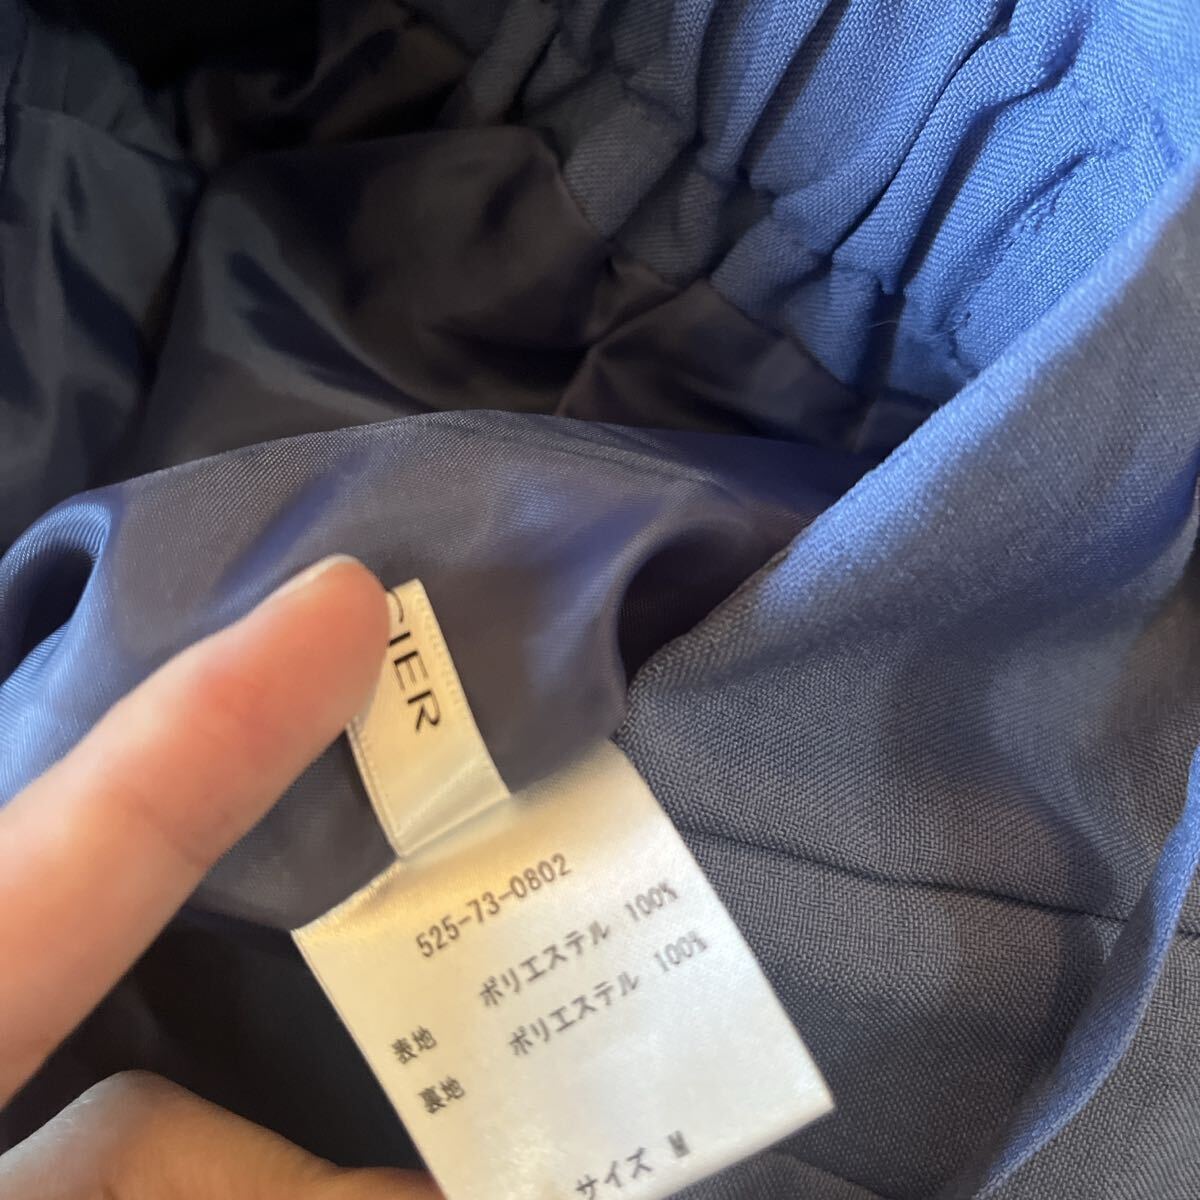 CIER
525-73-0802
表地 ポリエステル 100%
裏地 ポリエステル 100%
サイズ M